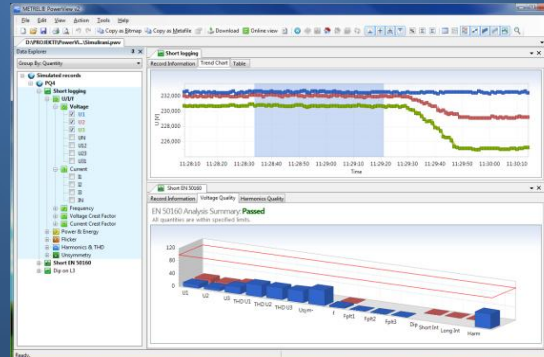 METREL® PowerView v2
File Edit View Action Tools Help
Copy as Bitmap Copy as Metafile Download Online view
D:\PROJEKTI\PowerVi...\Simulirani.pwv
Data Explorer
Group By: Quantity
Simulated records
PQ4
Short logging
U/I/f
Voltage
U1
U2
U3
UN
U12
U23
U31
Current
I1
I2
I3
IN
Frequency
Voltage Crest Factor
Current Crest Factor
Power & Energy
Flicker
Harmonics & THD
Unsymmetry
Short EN 50160
Dip on L3
Short logging
Record Information Trend Chart Table
U [V]
232,000
230,000
228,000
226,000
11:28:10 11:28:20 11:28:30 11:28:40 11:28:50 11:29:00 11:29:10 11:29:20 11:29:30 11:29:40 11:29:50 11:30:00 11:30:10
Time
Short EN 50160
Record Information Voltage Quality Harmonics Quality
EN 50160 Analysis Summary: Passed
All quantities are within specified limits.
120
80
40
0
U1 U2 U3 THD U1 THD U2 THD U3 Usym- f Fplt1 Fplt2 Fplt3 Dip Short Int Long Int Harm
Ready.